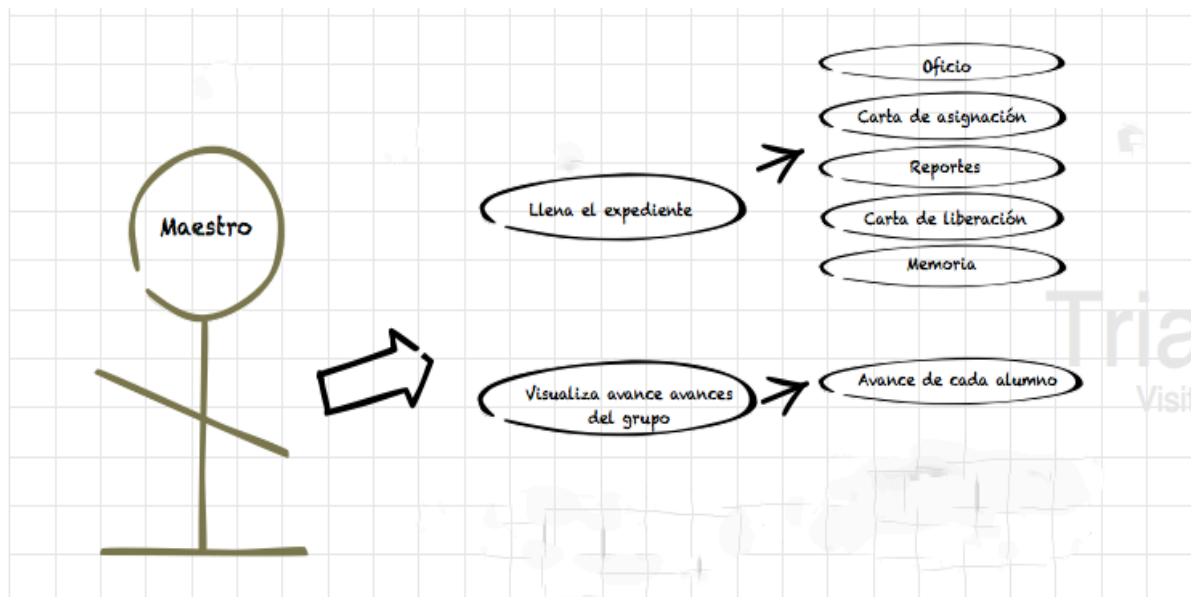 Maestro
Llena el expediente
Oficio
Carta de asignación
Reportes
Carta de liberación
Memoria
Visualiza avance avances
del grupo
Avance de cada alumno
Tria
Visit